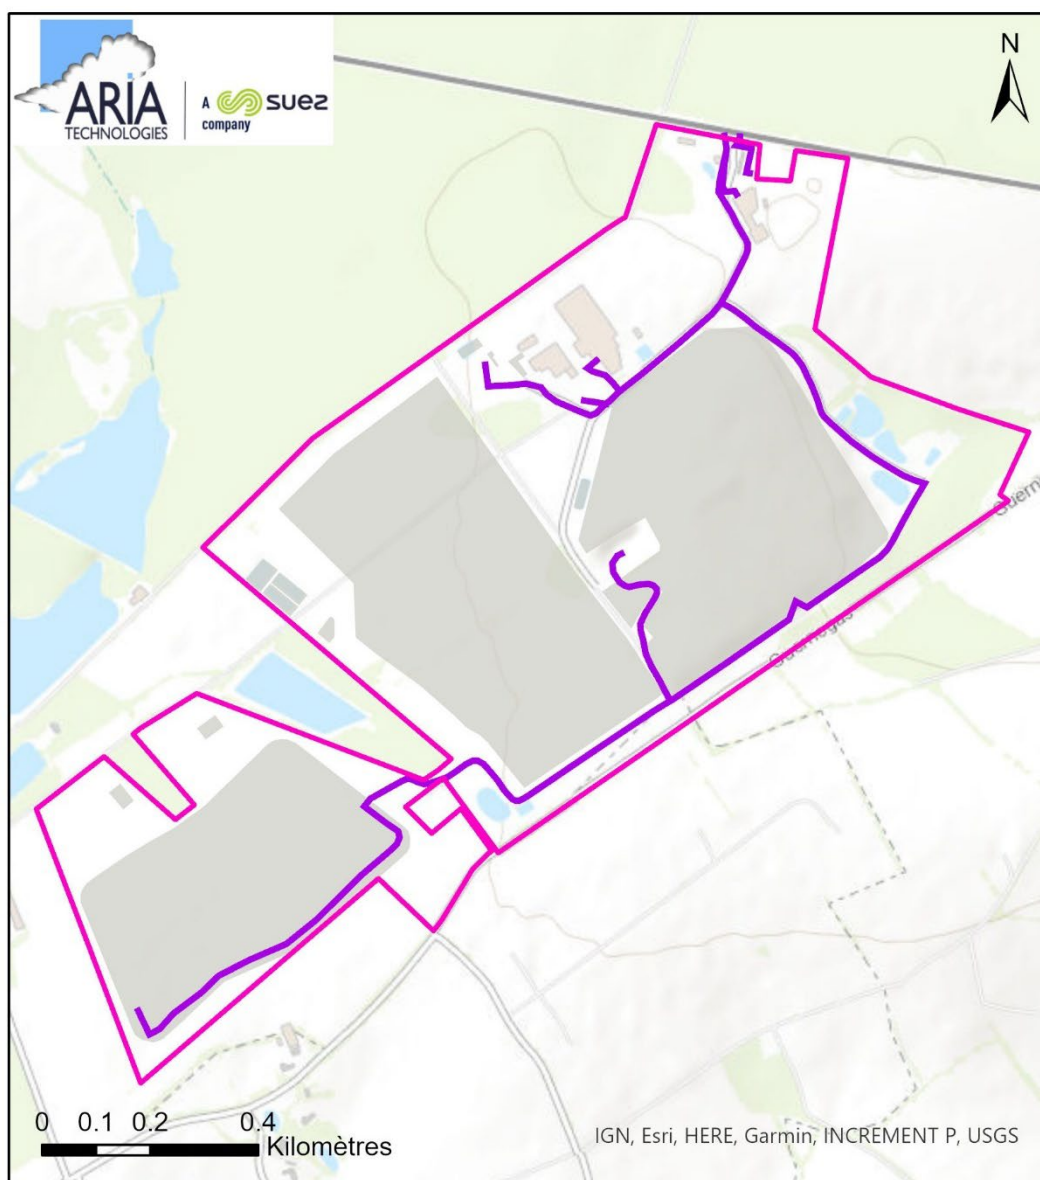 ARIA
TECHNOLOGIES
A
suez
company
N
0 0.1 0.2 0.4
Kilomètres
IGN, Esri, HERE, Garmin, INCREMENT P, USGS